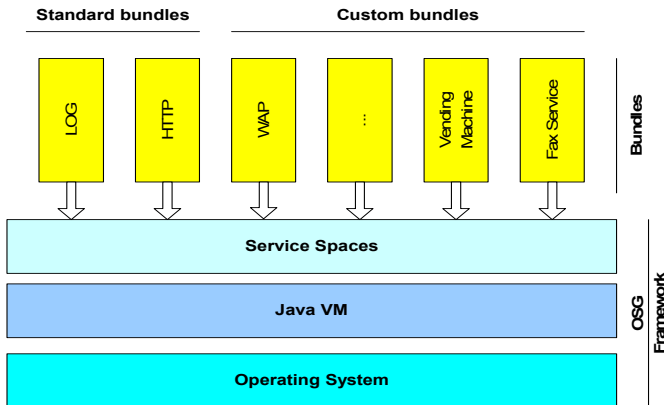 Standard bundles
Custom bundles
LOG
HTTP
WAP
...
Vending
Machine
Fax Service
Bundles
Service Spaces
Java VM
Operating System
OSG
Framework